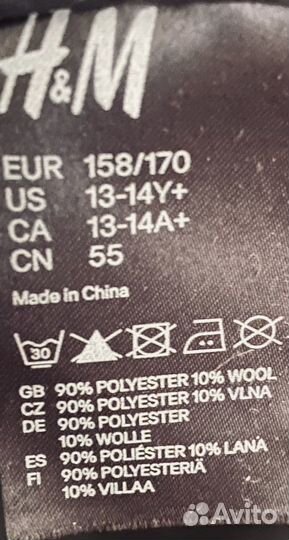 H&M
EUR 158/170
US 13-14Y+
CA 13-14A+
CN 55
Made in China
30
GB 90% POLYESTER 10% WOOL
CZ 90% POLYESTER 10% VLNA
DE 90% POLYESTER
10% WOLLE
ES 90% POLIÉSTER 10% LANA
FI 90% POLYESTERIÄ
10% VILLAA
Avito